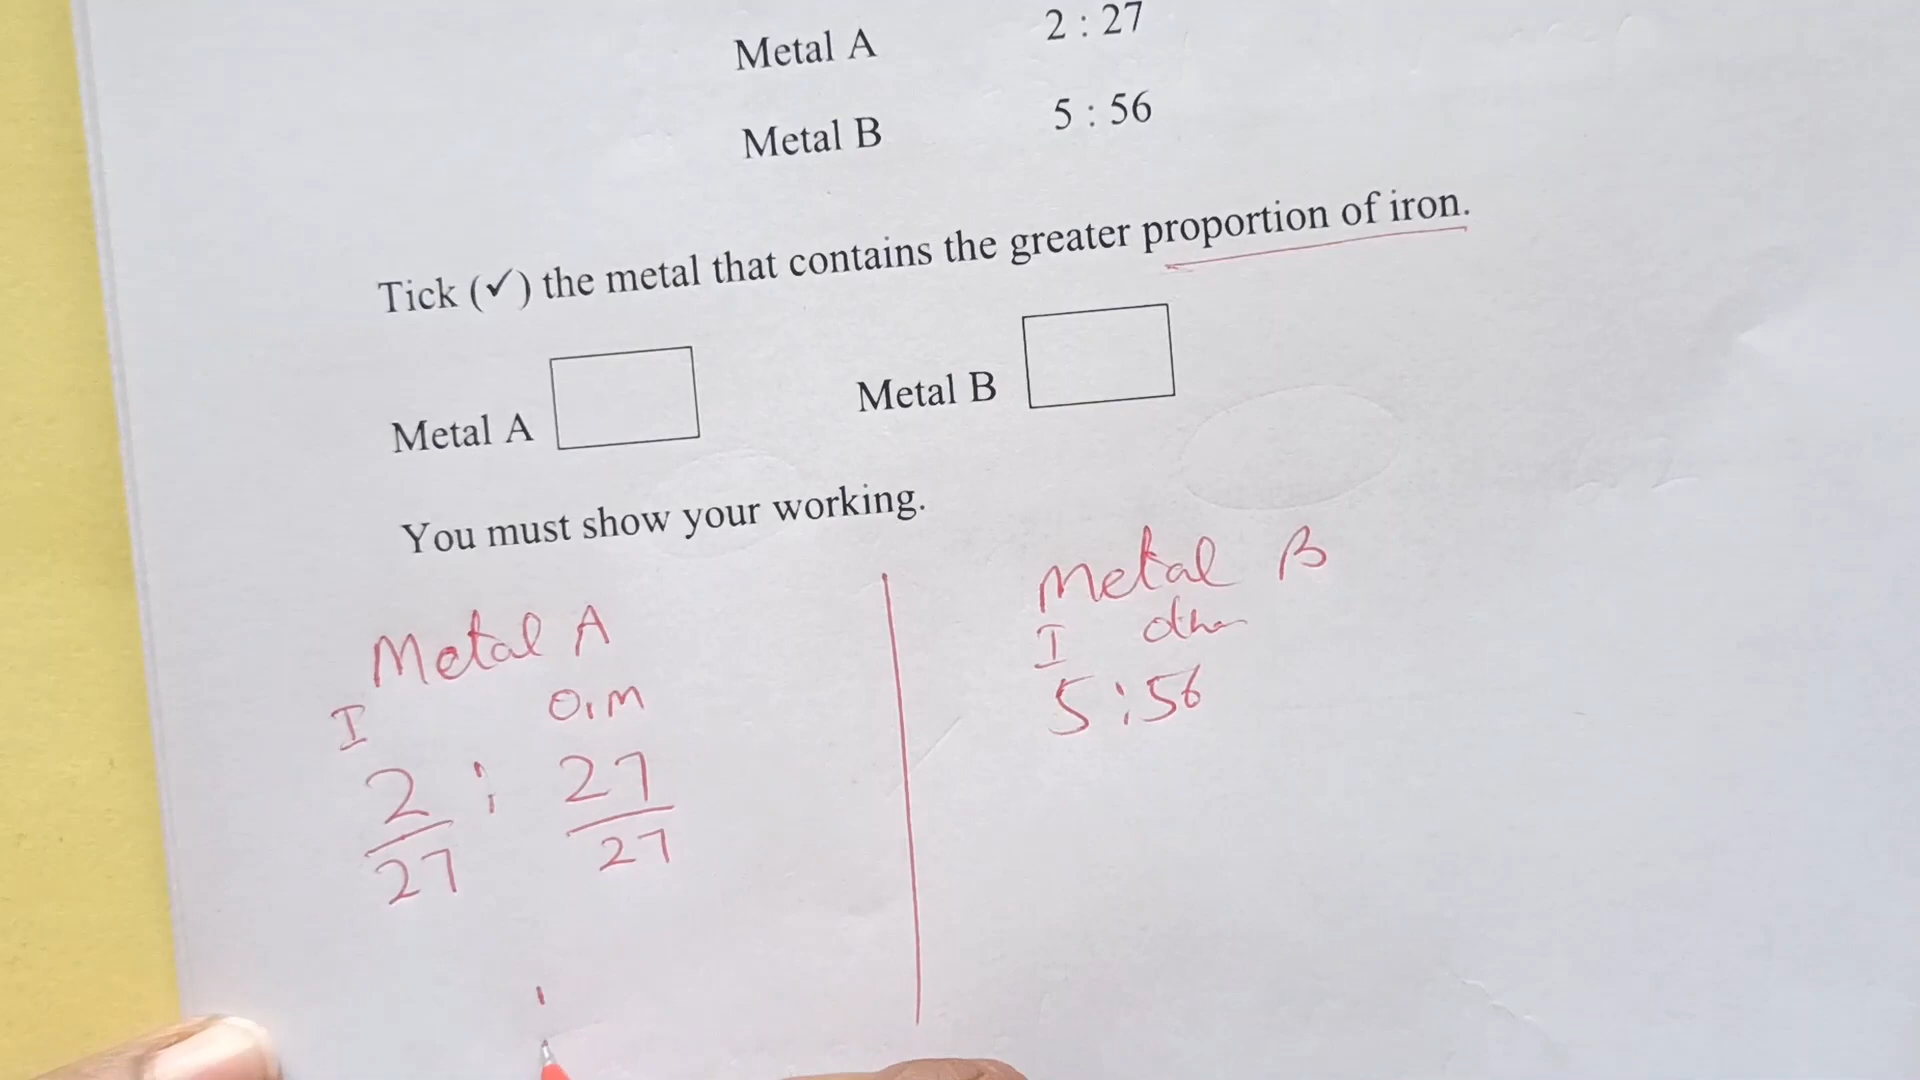 Metal A 2 : 27
Metal B 5 : 56
Tick (✓) the metal that contains the greater proportion of iron.
Metal A Metal B
You must show your working.
Metal A
I O.M
2 : 27
27 27
Metal B
I other
5 : 56